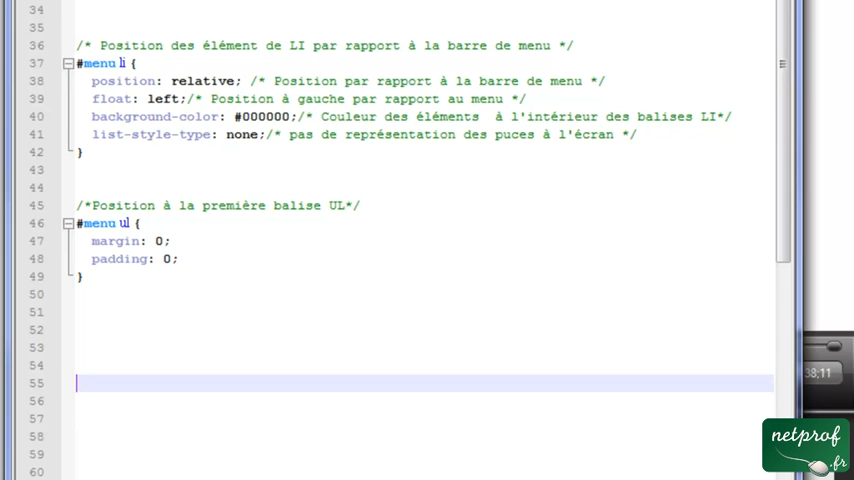 34
35
36 /* Position des élément de LI par rapport à la barre de menu */
37 #menu li {
38 position: relative; /* Position par rapport à la barre de menu */
39 float: left;/* Position à gauche par rapport au menu */
40 background-color: #000000;/* Couleur des éléments à l'intérieur des balises LI*/
41 list-style-type: none;/* pas de représentation des puces à l'écran */
42 }
43
44
45 /*Position à la première balise UL*/
46 #menu ul {
47 margin: 0;
48 padding: 0;
49 }
50
51
52
53
54
55
56
57
58
59
60
38;11
netprof
.fr